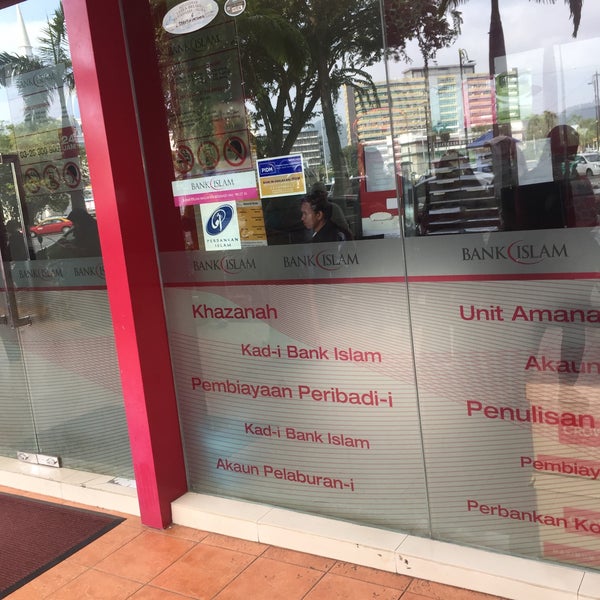 BANK ISLAM
PIDM
PERBANKAN
ISLAM
BANK ISLAM
BANK ISLAM
BANK ISLAM
BANK ISLAM
BANK
Khazanah
Kad-i Bank Islam
Pembiayaan Peribadi-i
Kad-i Bank Islam
Akaun Pelaburan-i
Unit Amana
Akaun
Penulisan
Pembiay
Perbankan Ko